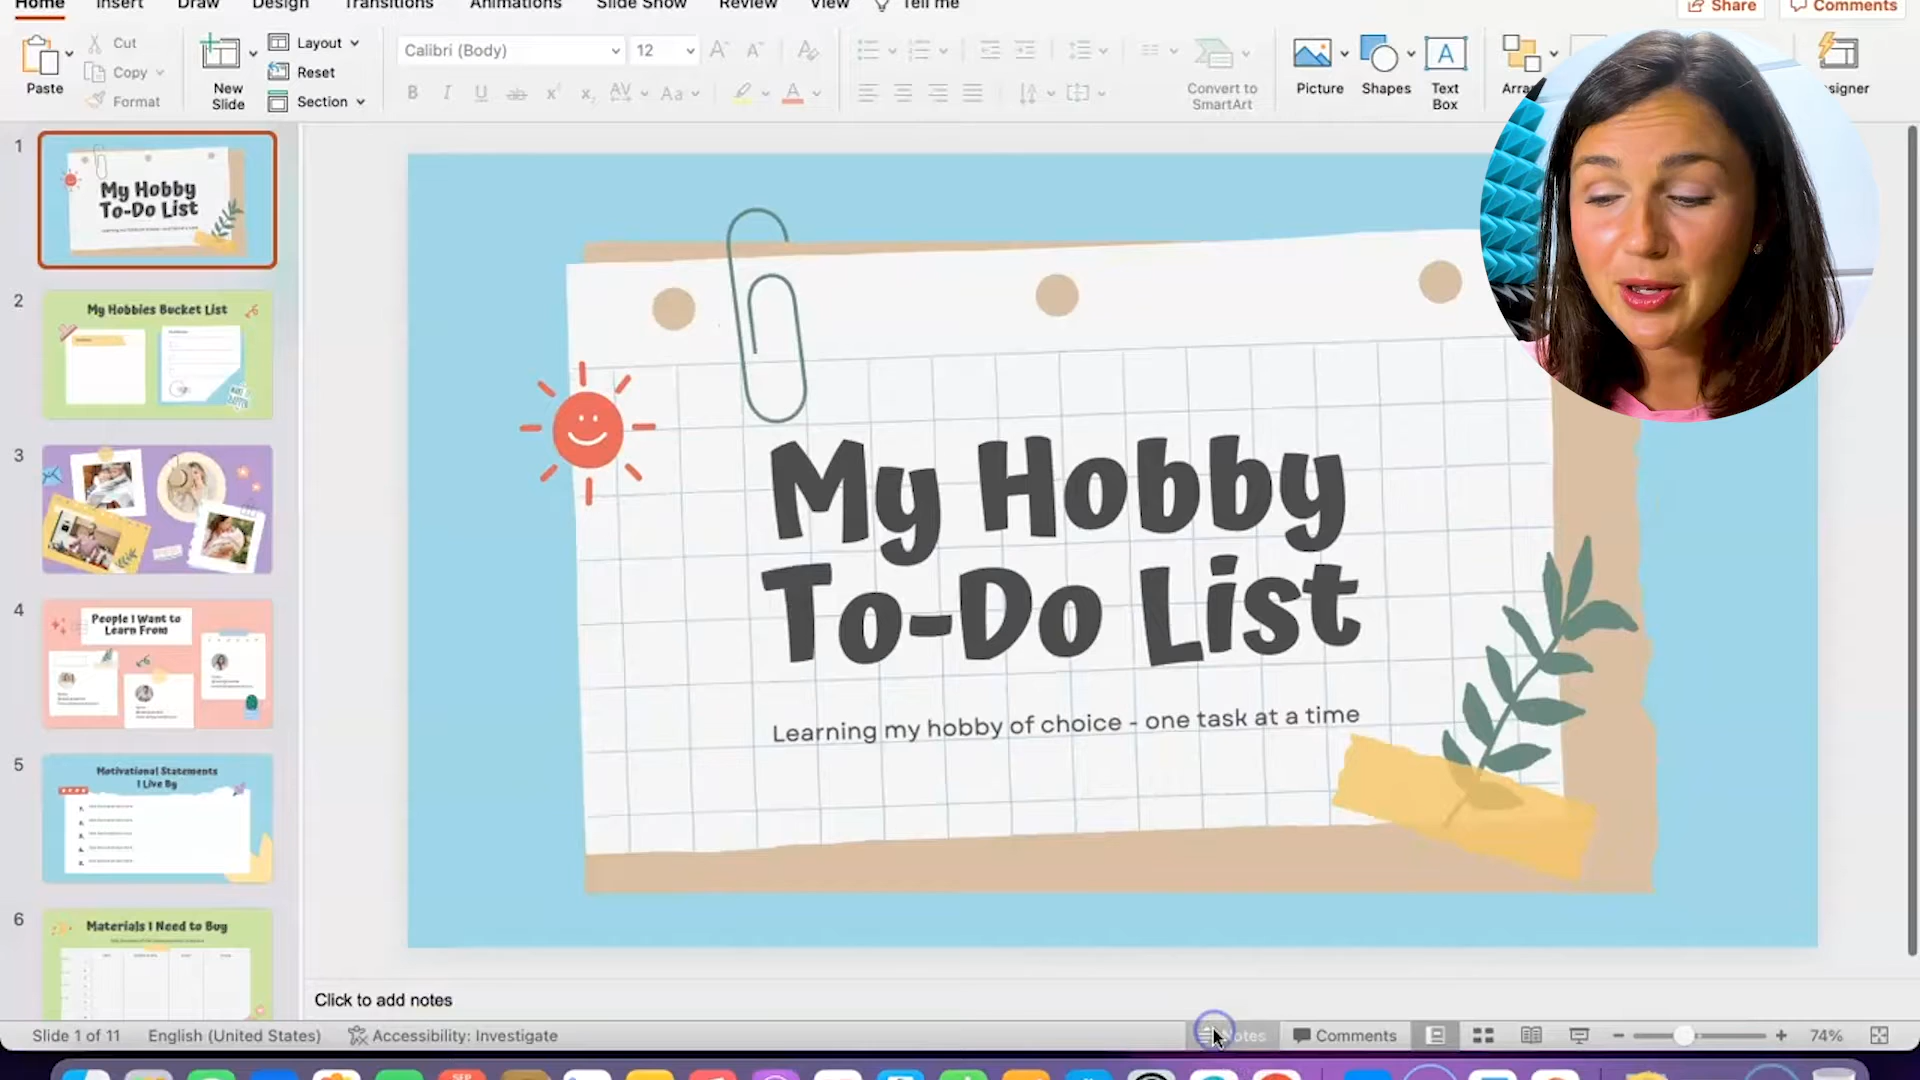 Home Insert Draw Design Transitions Animations Slide Show Review View Tell me Share Comments
Paste
Cut
Copy
Format
New
Slide
Layout
Reset
Section
Calibri (Body) 12
Convert to
SmartArt
Picture
Shapes
Text
Box
1
My Hobby
To-Do List
2
My Hobbies Bucket List
3
4
People I Want to
Learn From
5
Motivational Statements
I Live By
6
Materials I Need to Buy
My Hobby
To-Do List
Learning my hobby of choice - one task at a time
Click to add notes
Slide 1 of 11 English (United States) Accessibility: Investigate Notes Comments 74%